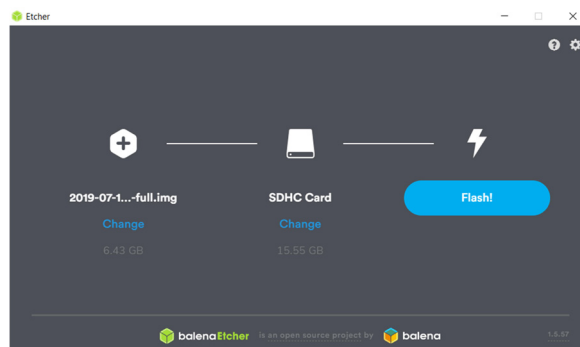 Etcher
2019-07-1...-full.img
SDHC Card
Flash!
Change
Change
6.43 GB
15.55 GB
balenaEtcher is an open source project by balena
1.5.57